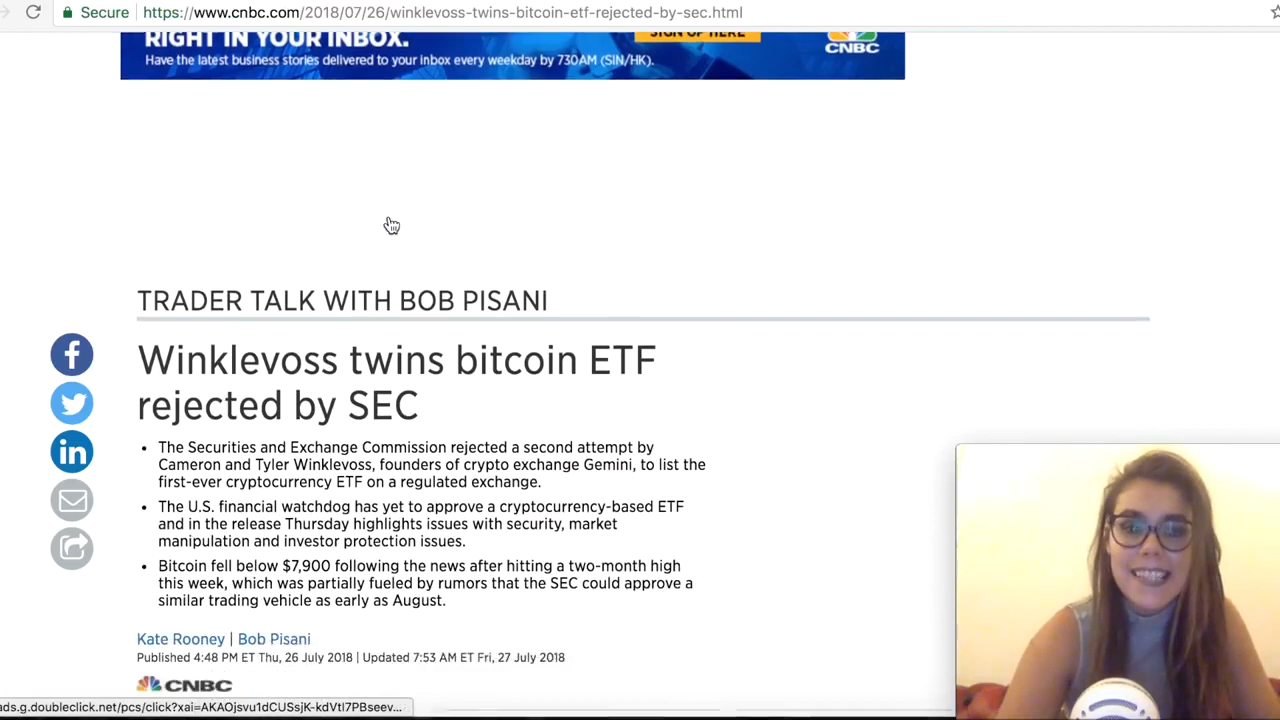 Secure https://www.cnbc.com/2018/07/26/winklevoss-twins-bitcoin-etf-rejected-by-sec.html
RIGHT IN YOUR INBOX.
SIGN UP HERE
CNBC
Have the latest business stories delivered to your inbox every weekday by 730AM (SIN/HK).
TRADER TALK WITH BOB PISANI
Winklevoss twins bitcoin ETF
rejected by SEC
• The Securities and Exchange Commission rejected a second attempt by
Cameron and Tyler Winklevoss, founders of crypto exchange Gemini, to list the
first-ever cryptocurrency ETF on a regulated exchange.
• The U.S. financial watchdog has yet to approve a cryptocurrency-based ETF
and in the release Thursday highlights issues with security, market
manipulation and investor protection issues.
• Bitcoin fell below $7,900 following the news after hitting a two-month high
this week, which was partially fueled by rumors that the SEC could approve a
similar trading vehicle as early as August.
Kate Rooney | Bob Pisani
Published 4:48 PM ET Thu, 26 July 2018 | Updated 7:53 AM ET Fri, 27 July 2018
CNBC
ads.g.doubleclick.net/pcs/click?xai=AKAOjsvu1dCUSsjK-kdVtI7PBseev...